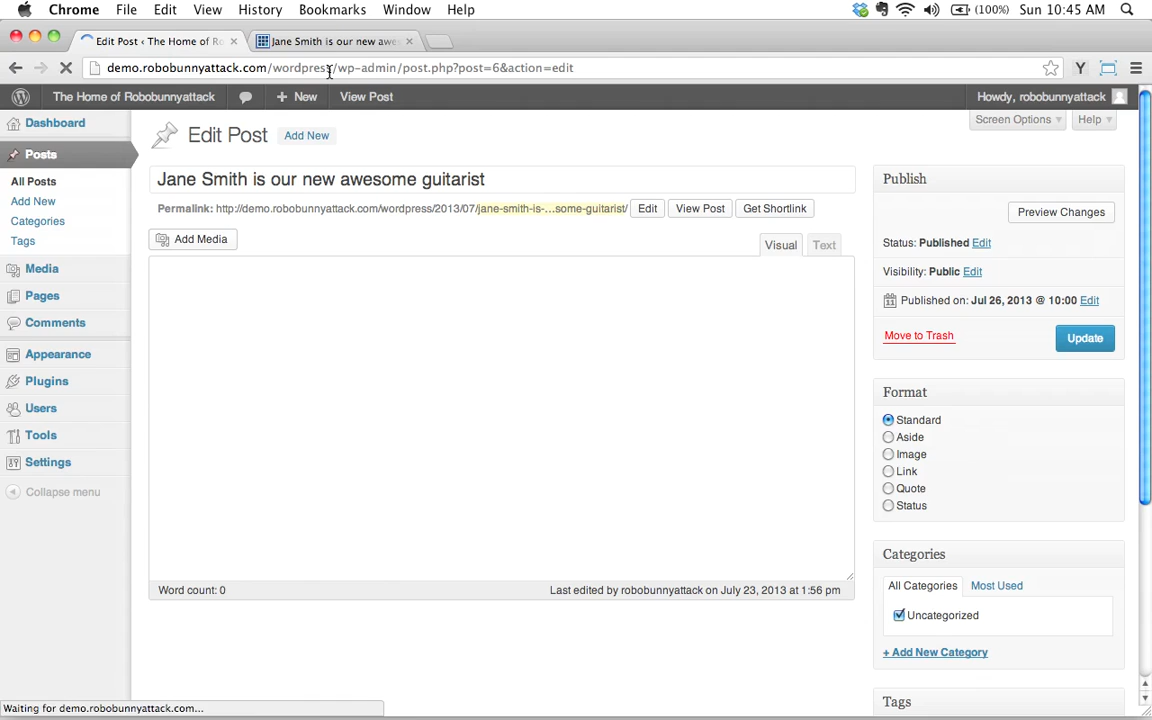 Chrome File Edit View History Bookmarks Window Help (100%) Sun 10:45 AM
Edit Post ‹ The Home of Ro Jane Smith is our new awes
demo.robobunnyattack.com/wordpress/wp-admin/post.php?post=6&action=edit
The Home of Robobunnyattack + New View Post Howdy, robobunnyattack
Screen Options Help
Dashboard
Posts
All Posts
Add New
Categories
Tags
Media
Pages
Comments
Appearance
Plugins
Users
Tools
Settings
Collapse menu
Edit Post Add New
Jane Smith is our new awesome guitarist
Permalink: http://demo.robobunnyattack.com/wordpress/2013/07/jane-smith-is-...some-guitarist/ Edit View Post Get Shortlink
Add Media Visual Text
Word count: 0 Last edited by robobunnyattack on July 23, 2013 at 1:56 pm
Publish
Preview Changes
Status: Published Edit
Visibility: Public Edit
Published on: Jul 26, 2013 @ 10:00 Edit
Move to Trash Update
Format
Standard
Aside
Image
Link
Quote
Status
Categories
All Categories Most Used
Uncategorized
+ Add New Category
Tags
Waiting for demo.robobunnyattack.com...